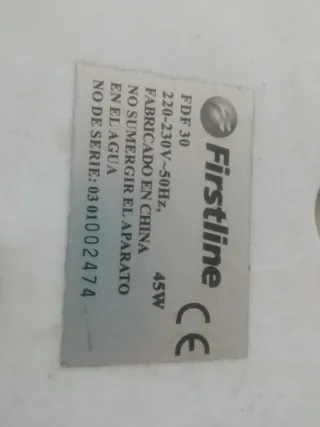 Firstline
FDF 30
220-230V~50Hz, 45W
FABRICADO EN CHINA
NO SUMERGIR EL APARATO
EN EL AGUA
NO DE SERIE: 0301002474
CE